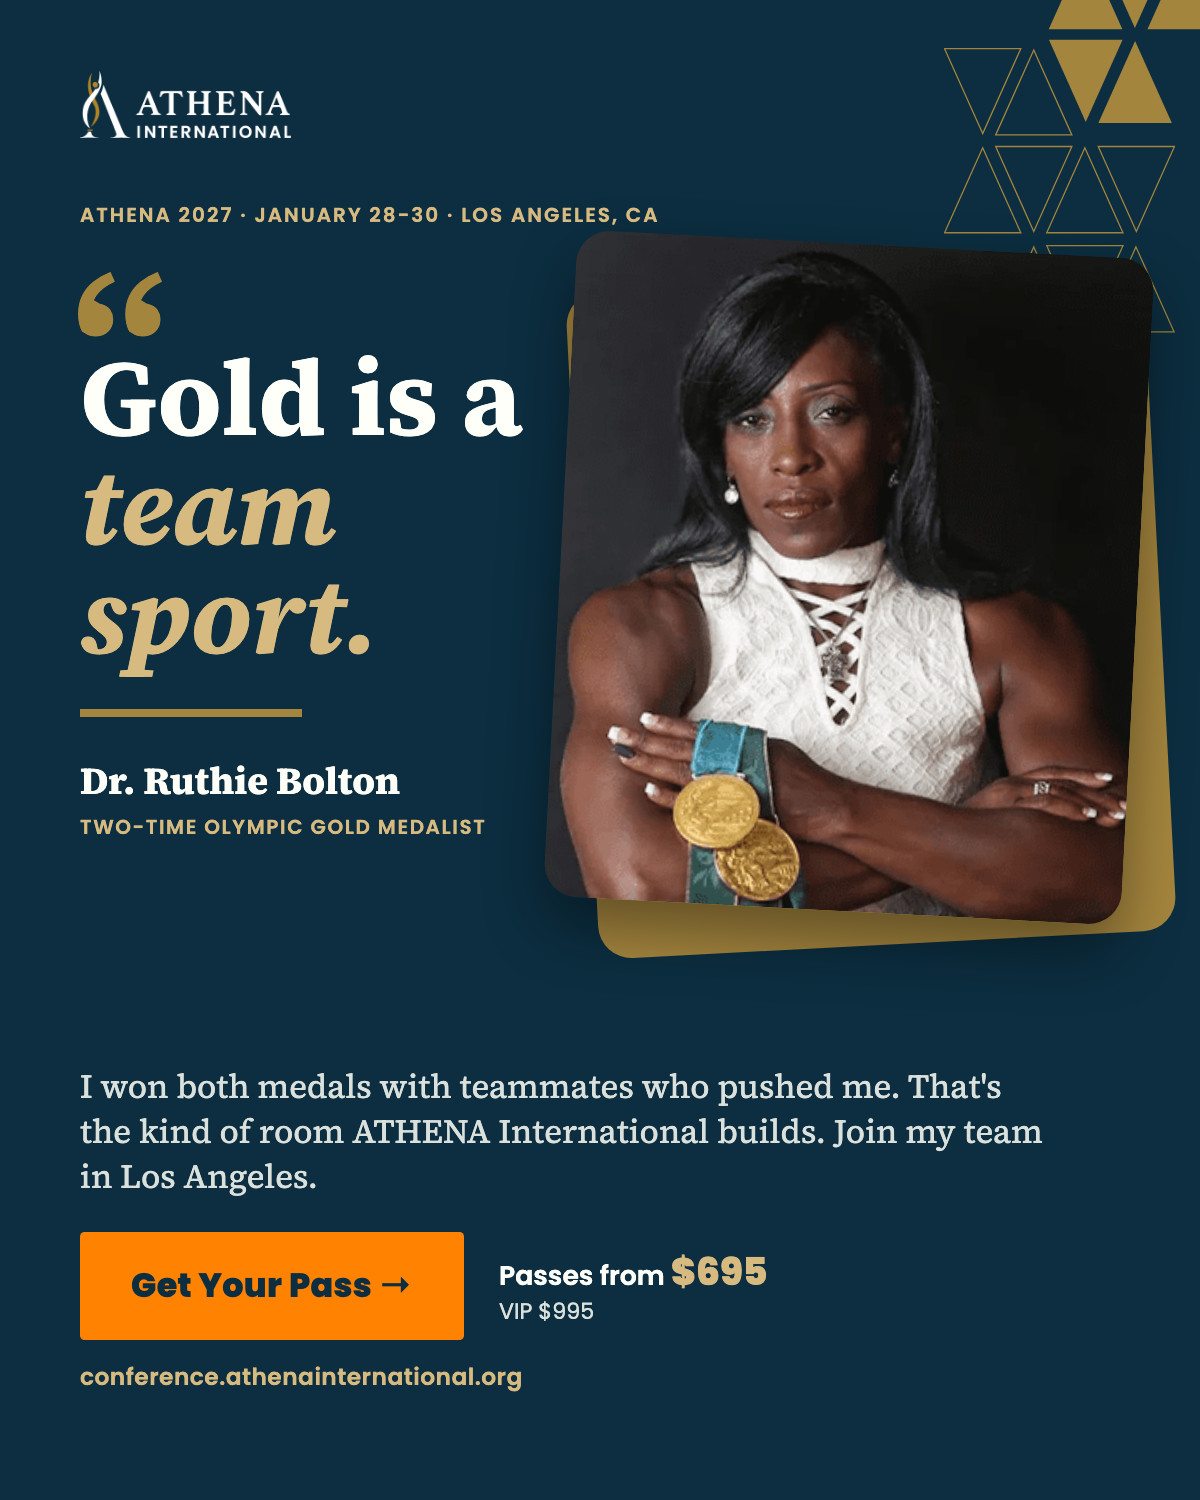 ATHENA
INTERNATIONAL
ATHENA 2027 · JANUARY 28-30 · LOS ANGELES, CA
“
Gold is a
team
sport.
Dr. Ruthie Bolton
TWO-TIME OLYMPIC GOLD MEDALIST
I won both medals with teammates who pushed me. That's
the kind of room ATHENA International builds. Join my team
in Los Angeles.
Get Your Pass →
Passes from $695
VIP $995
conference.athenainternational.org